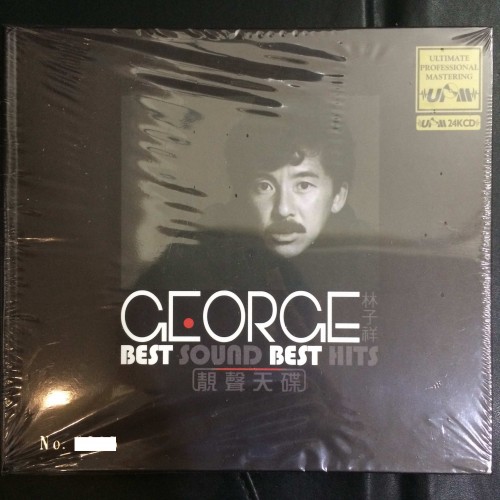 ULTIMATE
PROFESSIONAL
MASTERING
UPM
UPM 24KCD
GEORGE
林子祥
BEST SOUND BEST HITS
靚聲天碟
No.